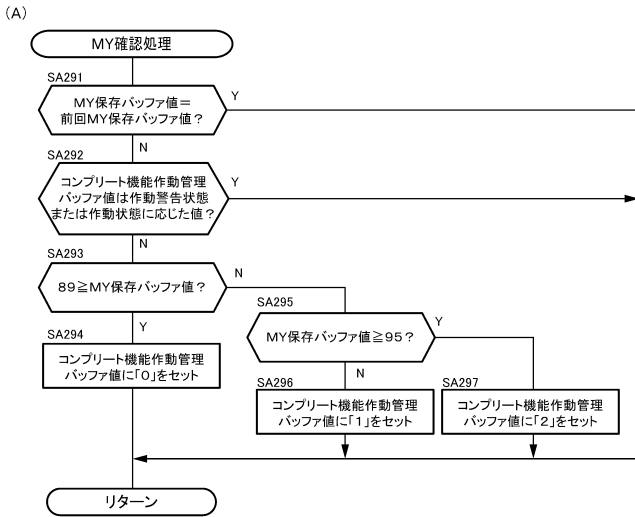 (A)
MY確認処理
SA291
MY保存バッファ値＝
前回MY保存バッファ値？
Y
N
SA292
コンプリート機能作動管理
バッファ値は作動警告状態
または作動状態に応じた値？
Y
N
SA293
89≧MY保存バッファ値？
N
Y
SA295
MY保存バッファ値≧95？
Y
N
SA294
コンプリート機能作動管理
バッファ値に「0」をセット
SA296
コンプリート機能作動管理
バッファ値に「1」をセット
SA297
コンプリート機能作動管理
バッファ値に「2」をセット
リターン